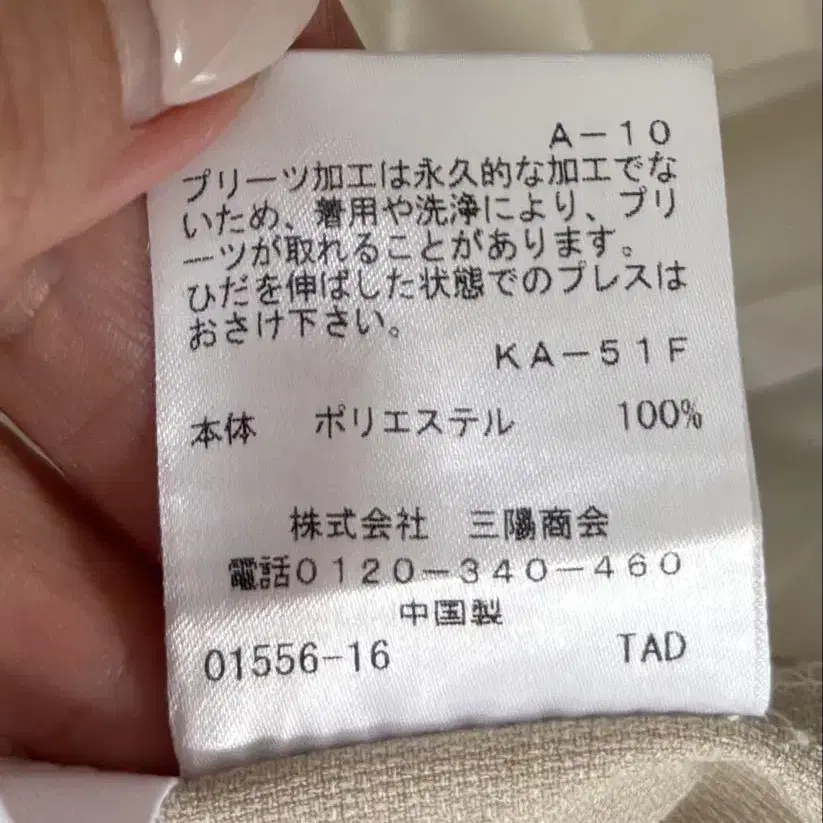 A-10
プリーツ加工は永久的な加工でな
いため、着用や洗浄により、プリ
ーツが取れることがあります。
ひだを伸ばした状態でのプレスは
おさけ下さい。
KA-51F
本体 ポリエステル 100%
株式会社 三陽商会
電話0120-340-460
中国製
01556-16 TAD